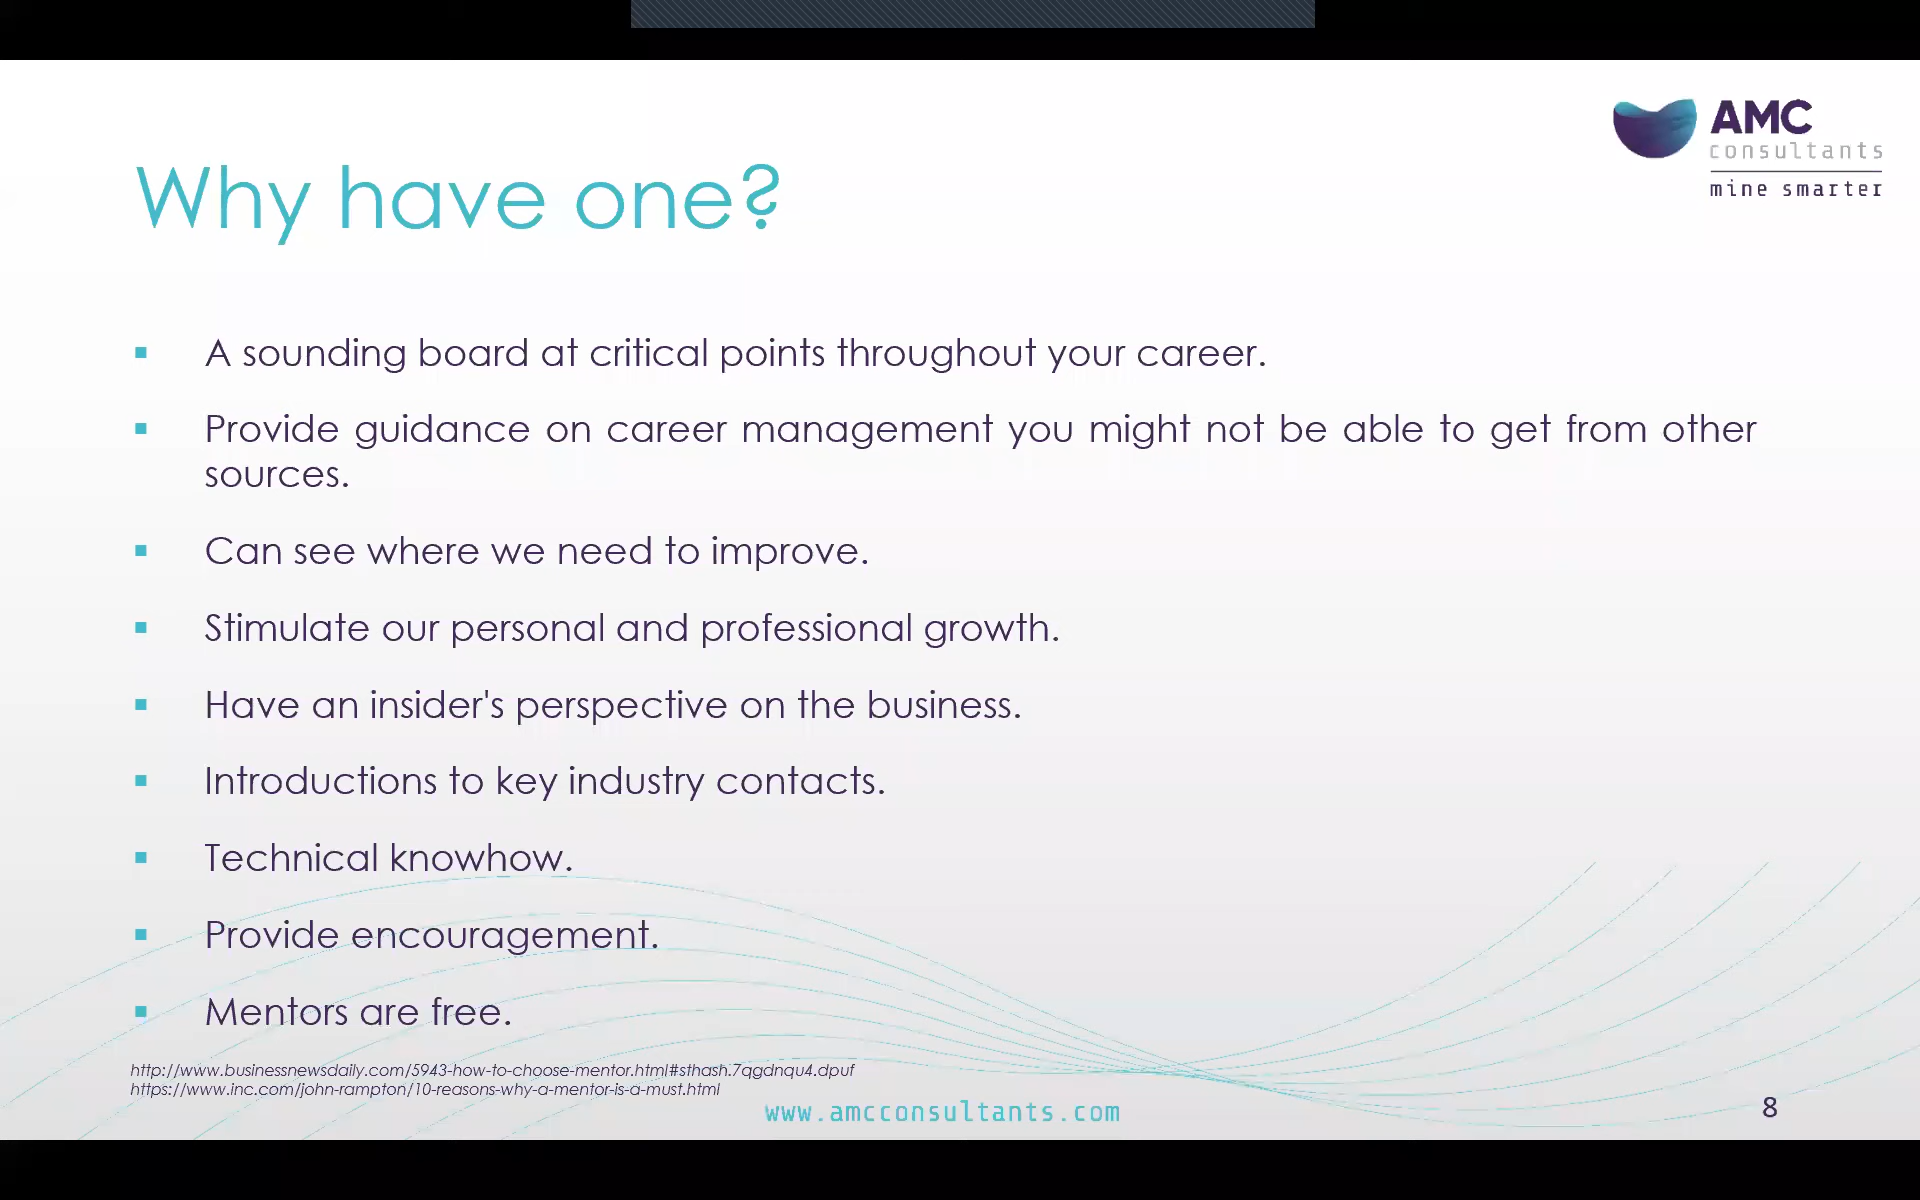 AMC
consultants
mine smarter
Why have one?
▪ A sounding board at critical points throughout your career.
▪ Provide guidance on career management you might not be able to get from other
sources.
▪ Can see where we need to improve.
▪ Stimulate our personal and professional growth.
▪ Have an insider's perspective on the business.
▪ Introductions to key industry contacts.
▪ Technical knowhow.
▪ Provide encouragement.
▪ Mentors are free.
http://www.businessnewsdaily.com/5943-how-to-choose-mentor.html#sthash.7qgdnqu4.dpuf
https://www.inc.com/john-rampton/10-reasons-why-a-mentor-is-a-must.html
www.amcconsultants.com
8